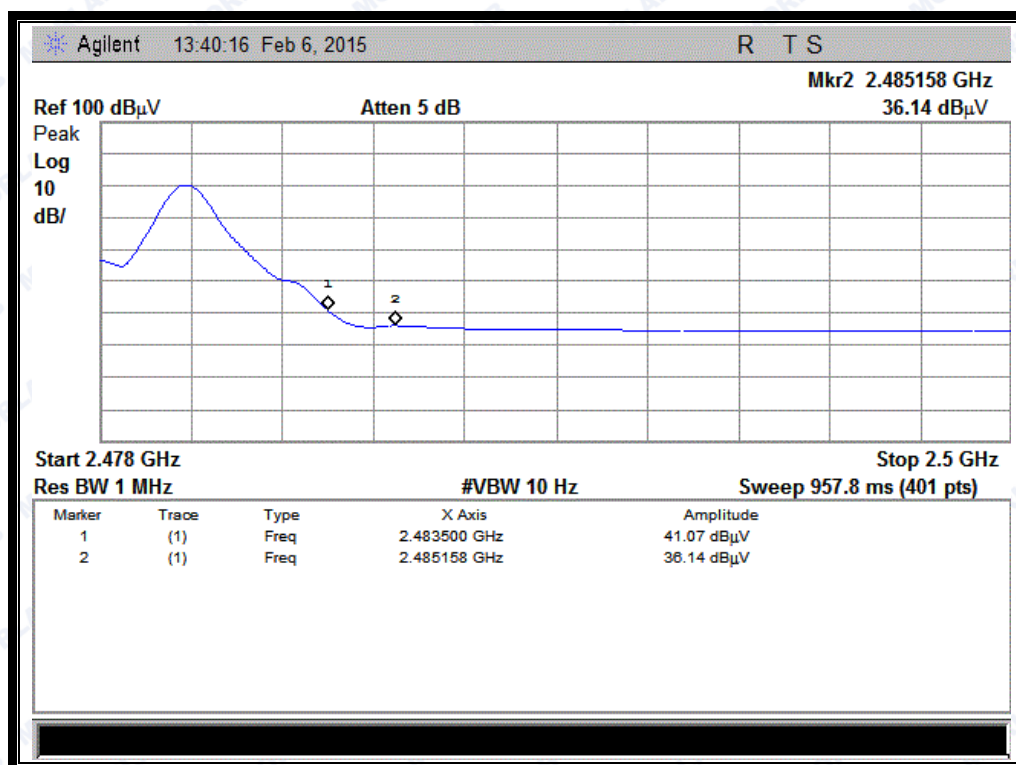 Agilent 13:40:16 Feb 6, 2015 R T S
Mkr2 2.485158 GHz
Ref 100 dBµV Atten 5 dB 36.14 dBµV
Peak
Log
10
dB/
1
2
Start 2.478 GHz Stop 2.5 GHz
Res BW 1 MHz #VBW 10 Hz Sweep 957.8 ms (401 pts)
Marker Trace Type X Axis Amplitude
1 (1) Freq 2.483500 GHz 41.07 dBµV
2 (1) Freq 2.485158 GHz 36.14 dBµV